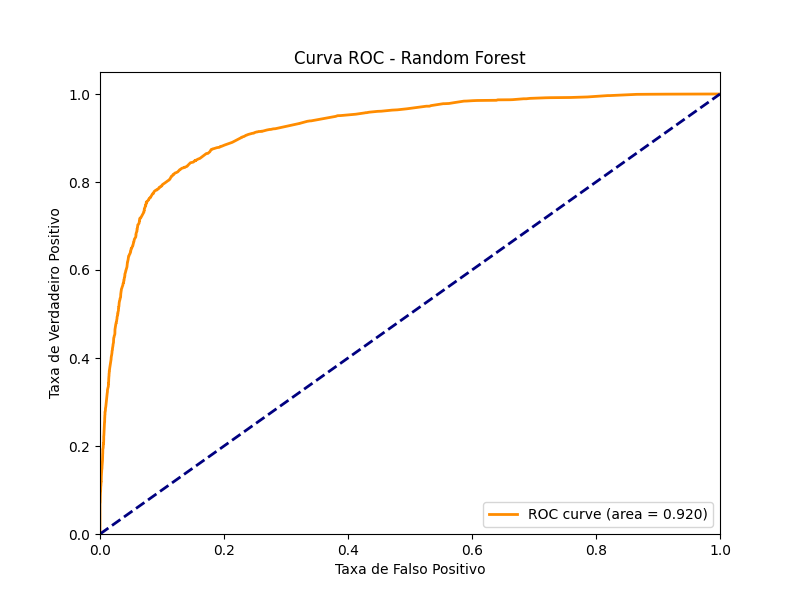 Curva ROC - Random Forest
1.0
0.8
0.6
0.4
0.2
0.0
Taxa de Verdadeiro Positivo
ROC curve (area = 0.920)
0.0 0.2 0.4 0.6 0.8 1.0
Taxa de Falso Positivo